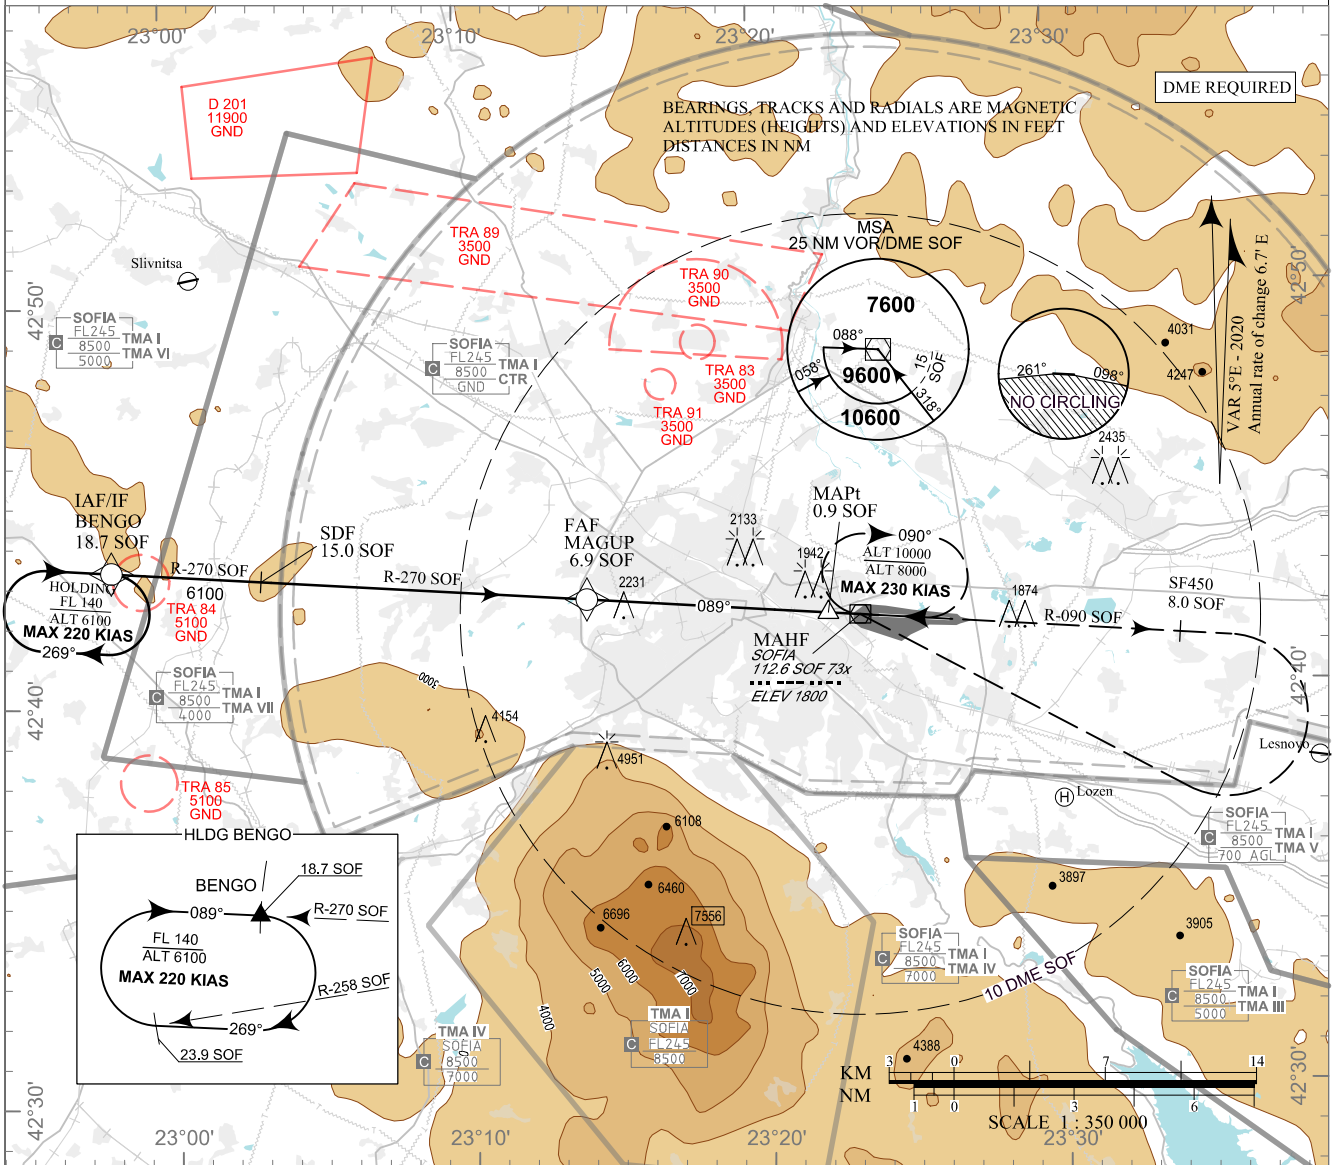 23°00'
23°10'
23°20'
23°30'
DME REQUIRED
BEARINGS, TRACKS AND RADIALS ARE MAGNETIC
ALTITUDES (HEIGHTS) AND ELEVATIONS IN FEET
DISTANCES IN NM
D 201
11900
GND
TRA 89
3500
GND
TRA 90
3500
GND
TRA 83
3500
GND
TRA 91
3500
GND
Slivnitsa
42°50'
42°50'
SOFIA
FL245
8500
5000
C
TMA I
TMA VI
SOFIA
FL245
8500
GND
C
TMA I
CTR
MSA
25 NM VOR/DME SOF
7600
088°
058°
9600
15
SOF
318°
10600
261°
098°
NO CIRCLING
4031
4247
VAR 5°E - 2020
Annual rate of change 6.7' E
2435
IAF/IF
BENGO
18.7 SOF
SDF
15.0 SOF
FAF
MAGUP
6.9 SOF
MAPt
0.9 SOF
2133
1942
2231
090°
ALT 10000
ALT 8000
MAX 230 KIAS
1874
SF450
8.0 SOF
R-270 SOF
6100
R-270 SOF
089°
R-090 SOF
HOLDING
FL 140
ALT 6100
MAX 220 KIAS
269°
TRA 84
5100
GND
MAHF
SOFIA
112.6 SOF 73x
ELEV 1800
42°40'
42°40'
SOFIA
FL245
8500
4000
C
TMA I
TMA VII
3000
4154
4951
Lesnovo
H
Lozen
TRA 85
5100
GND
SOFIA
FL245
8500
700 AGL
C
TMA I
TMA V
HLDG BENGO
18.7 SOF
BENGO
089°
R-270 SOF
FL 140
ALT 6100
MAX 220 KIAS
R-258 SOF
269°
23.9 SOF
6108
6460
6696
7556
3897
3905
4000
5000
6000
7000
10 DME SOF
SOFIA
FL245
8500
7000
C
TMA I
TMA IV
SOFIA
FL245
8500
5000
C
TMA I
TMA III
TMA IV
SOFIA
8500
7000
C
TMA I
SOFIA
FL245
8500
C
4388
KM
3
0
7
14
NM
1
0
3
6
SCALE 1 : 350 000
42°30'
42°30'
23°00'
23°10'
23°20'
23°30'